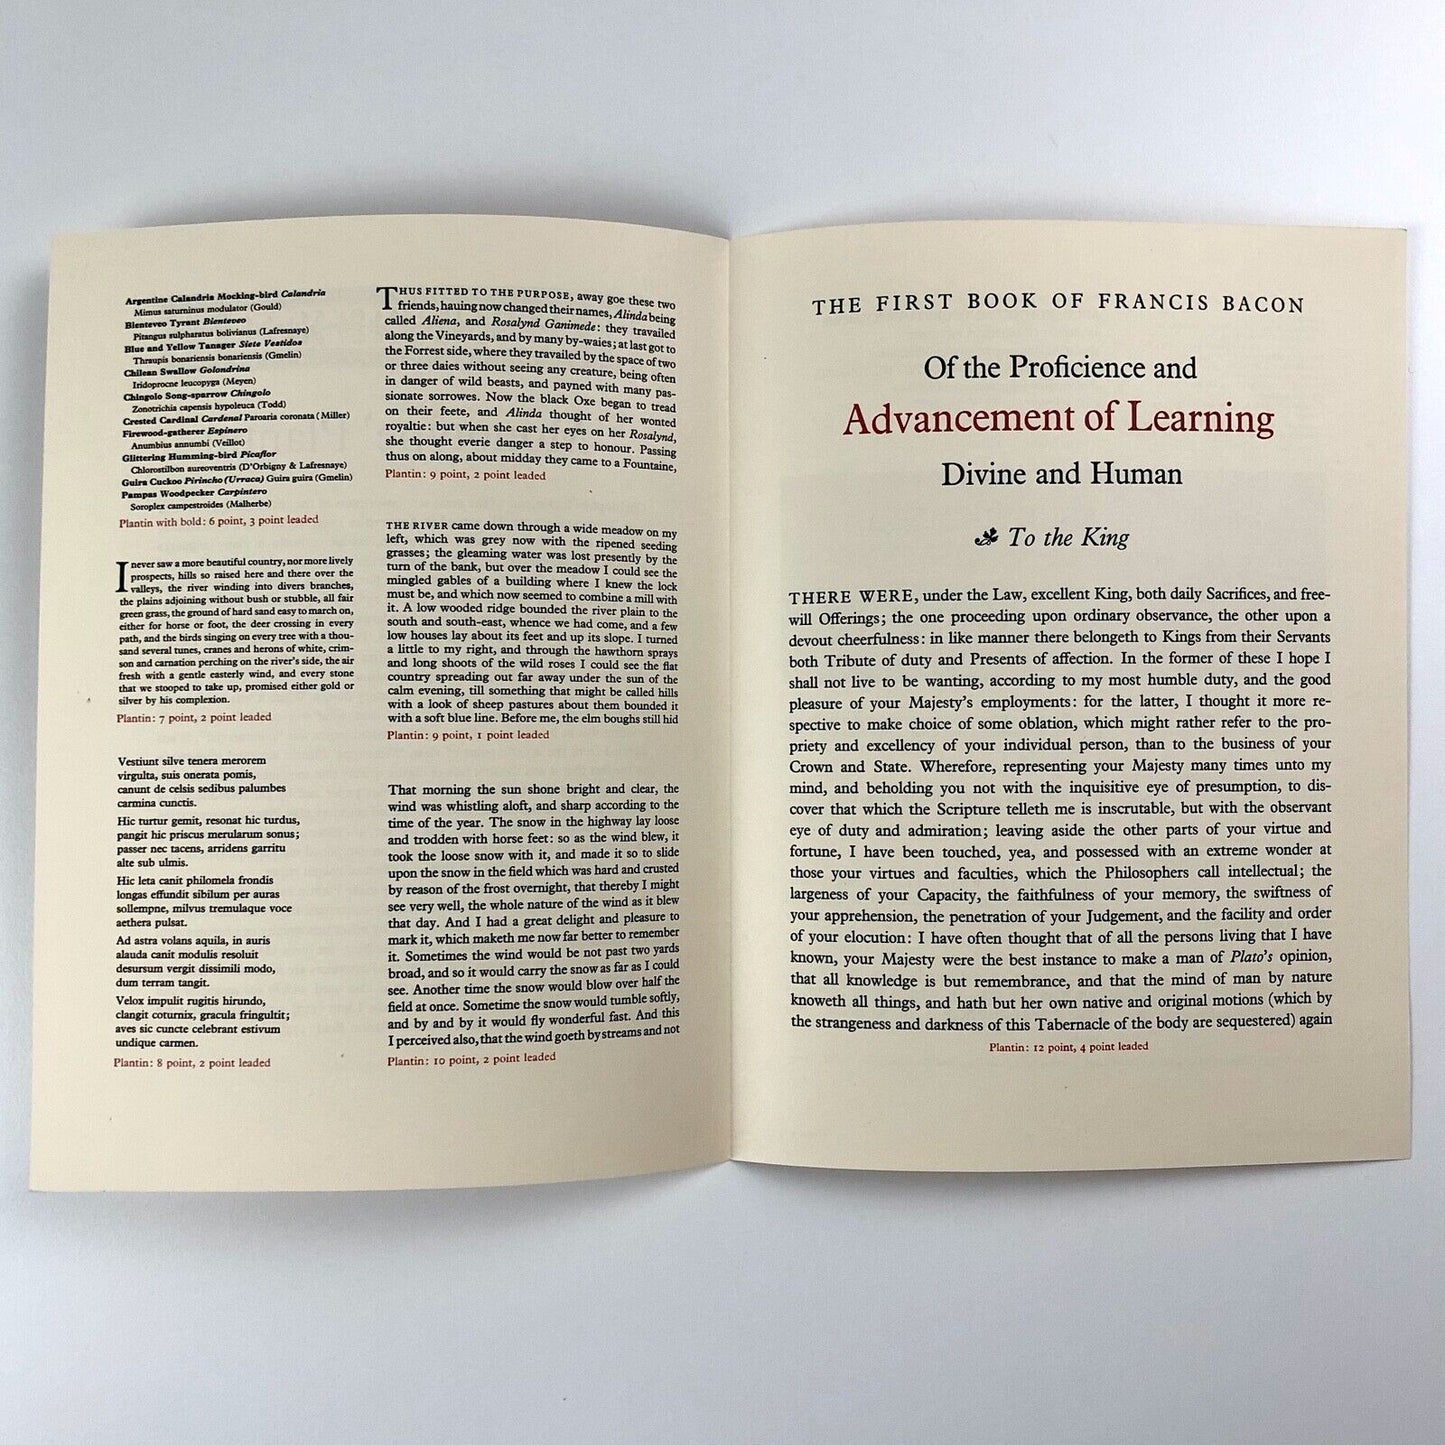 Argentine Calandria Mocking-bird Calandria
Mimus saturninus modulator (Gould)
Bienteveo Tyrant Bienteveo
Pitangus sulphuratus bolivianus (Lafresnaye)
Blue and Yellow Tanager Siete Vestidos
Thraupis bonariensis bonariensis (Gmelin)
Chilean Swallow Golondrina
Iridoprocne leucopyga (Meyen)
Chingolo Song-sparrow Chingolo
Zonotrichia capensis hypoleuca (Todd)
Crested Cardinal Cardenal Paroaria coronata (Miller)
Firewood-gatherer Espinero
Anumbius annumbi (Veillot)
Glittering Humming-bird Picaflor
Chlorostilbon aureoventris (D'Orbigny & Lafresnaye)
Guira Cuckoo Pirincho (Urraca) Guira guira (Gmelin)
Pampas Woodpecker Carpintero
Soroplex campestroides (Malherbe)
Plantin with bold: 6 point, 3 point leaded
I never saw a more beautiful country, nor more lively
prospects, hills so raised here and there over the
valleys, the river winding into divers branches,
the plains adjoining without bush or stubble, all fair
green grass, the ground of hard sand easy to march on,
either for horse or foot, the deer crossing in every
path, and the birds singing on every tree with a thou-
sand several tunes, cranes and herons of white, crim-
son and carnation perching on the river's side, the air
fresh with a gentle easterly wind, and every stone
that we stooped to take up, promised either gold or
silver by his complexion.
Plantin: 7 point, 2 point leaded
Vestiunt silve tenera merorem
virgulta, suis onerata pomis,
canunt de celsis sedibus palumbes
carmina cunctis.
Hic turtur gemit, resonat hic turdus,
pangit hic priscus merularum sonus;
passer nec tacens, arridens garritu
alte sub ulmis.
Hic leta canit philomela frondis
longas effundit sibilum per auras
sollempne, milvus tremulaque voce
aethera pulsat.
Ad astra volans aquila, in auris
alauda canit modulis resoluit
desursum vergit dissimili modo,
dum terram tangit.
Velox impulit rugitis hirundo,
clangit coturnix, gracula fringultit;
aves sic cuncte celebrant estivum
undique carmen.
Plantin: 8 point, 2 point leaded
THUS FITTED TO THE PURPOSE, away goe these two
friends, hauing now changed their names, Alinda being
called Aliena, and Rosalynd Ganimede: they travailed
along the Vineyards, and by many by-waies; at last got to
the Forrest side, where they travailed by the space of two
or three daies without seeing any creature, being often
in danger of wild beasts, and payned with many pas-
sionate sorrowes. Now the black Oxe began to tread
on their feete, and Alinda thought of her wonted
royaltie: but when she cast her eyes on her Rosalynd,
she thought everie danger a step to honour. Passing
thus on along, about midday they came to a Fountaine,
Plantin: 9 point, 2 point leaded
THE RIVER came down through a wide meadow on my
left, which was grey now with the ripened seeding
grasses; the gleaming water was lost presently by the
turn of the bank, but over the meadow I could see the
mingled gables of a building where I knew the lock
must be, and which now seemed to combine a mill with
it. A low wooded ridge bounded the river plain to the
south and south-east, whence we had come, and a few
low houses lay about its feet and up its slope. I turned
a little to my right, and through the hawthorn sprays
and long shoots of the wild roses I could see the flat
country spreading out far away under the sun of the
calm evening, till something that might be called hills
with a look of sheep pastures about them bounded it
with a soft blue line. Before me, the elm boughs still hid
Plantin: 9 point, 1 point leaded
That morning the sun shone bright and clear, the
wind was whistling aloft, and sharp according to the
time of the year. The snow in the highway lay loose
and trodden with horse feet: so as the wind blew, it
took the loose snow with it, and made it so to slide
upon the snow in the field which was hard and crusted
by reason of the frost overnight, that thereby I might
see very well, the whole nature of the wind as it blew
that day. And I had a great delight and pleasure to
mark it, which maketh me now far better to remember
it. Sometimes the wind would be not past two yards
broad, and so it would carry the snow as far as I could
see. Another time the snow would blow over half the
field at once. Sometime the snow would tumble softly,
and by and by it would fly wonderful fast. And this
I perceived also, that the wind goeth by streams and not
Plantin: 10 point, 2 point leaded
THE FIRST BOOK OF FRANCIS BACON
Of the Proficience and
Advancement of Learning
Divine and Human
❧ To the King
THERE WERE, under the Law, excellent King, both daily Sacrifices, and free-
will Offerings; the one proceeding upon ordinary observance, the other upon a
devout cheerfulness: in like manner there belongeth to Kings from their Servants
both Tribute of duty and Presents of affection. In the former of these I hope I
shall not live to be wanting, according to my most humble duty, and the good
pleasure of your Majesty's employments: for the latter, I thought it more re-
spective to make choice of some oblation, which might rather refer to the pro-
priety and excellency of your individual person, than to the business of your
Crown and State. Wherefore, representing your Majesty many times unto my
mind, and beholding you not with the inquisitive eye of presumption, to dis-
cover that which the Scripture telleth me is inscrutable, but with the observant
eye of duty and admiration; leaving aside the other parts of your virtue and
fortune, I have been touched, yea, and possessed with an extreme wonder at
those your virtues and faculties, which the Philosophers call intellectual; the
largeness of your Capacity, the faithfulness of your memory, the swiftness of
your apprehension, the penetration of your Judgement, and the facility and order
of your elocution: I have often thought that of all the persons living that I have
known, your Majesty were the best instance to make a man of Plato's opinion,
that all knowledge is but remembrance, and that the mind of man by nature
knoweth all things, and hath but her own native and original motions (which by
the strangeness and darkness of this Tabernacle of the body are sequestered) again
Plantin: 12 point, 4 point leaded